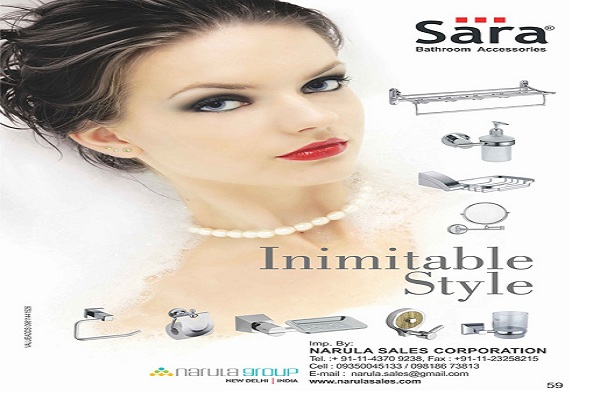 Sara®
Bathroom Accessories
Inimitable
Style
Imp. By:
NARULA SALES CORPORATION
Tel. :+ 91-11-4370 9238, Fax : +91-11-23258215
Cell : 09350045133 / 098186 73813
E-mail : narula.sales@gmail.com
www.narulasales.com
narula group
NEW DELHI | INDIA
59